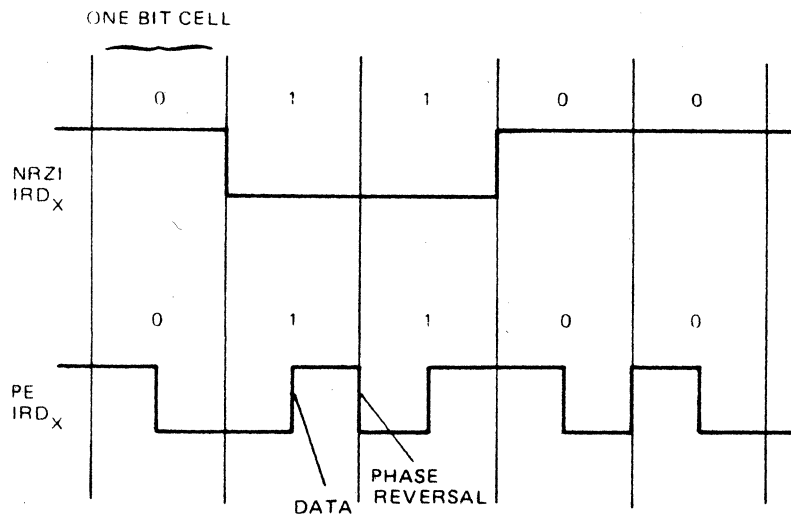 ONE BIT CELL
0 1 1 0 0
NRZI
IRDX
0 1 1 0 0
PE
IRDX
DATA
PHASE
REVERSAL